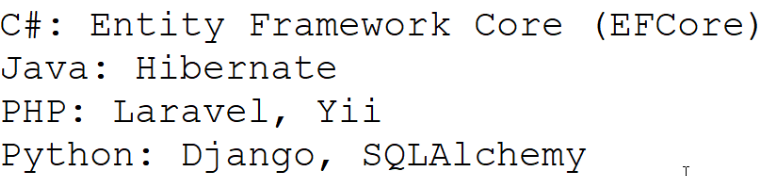 C#: Entity Framework Core (EFCore)
Java: Hibernate
PHP: Laravel, Yii
Python: Django, SQLAlchemy